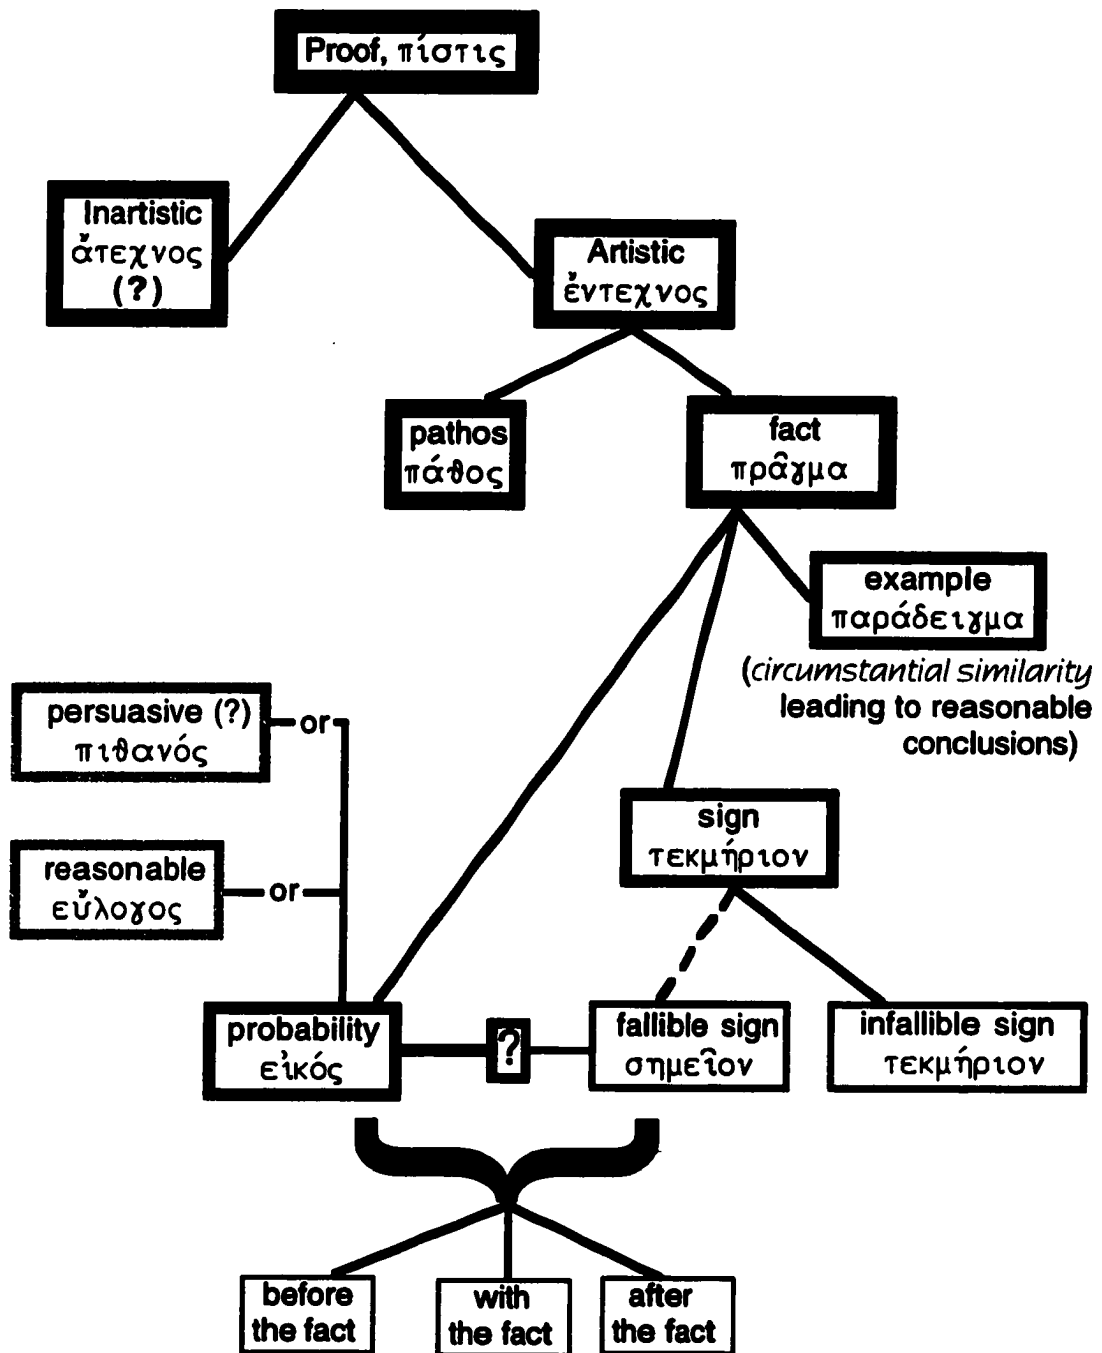 Proof, πίστις
Inartistic
ἄτεχνος
(?)
Artistic
ἔντεχνος
pathos
πάθος
fact
πρᾶγμα
example
παράδειγμα
(circumstantial similarity
leading to reasonable
conclusions)
persuasive (?)
πιθανός
or
sign
τεκμήριον
reasonable
εὔλογος
or
probability
εἰκός
?
fallible sign
σημεῖον
infallible sign
τεκμήριον
before
the fact
with
the fact
after
the fact